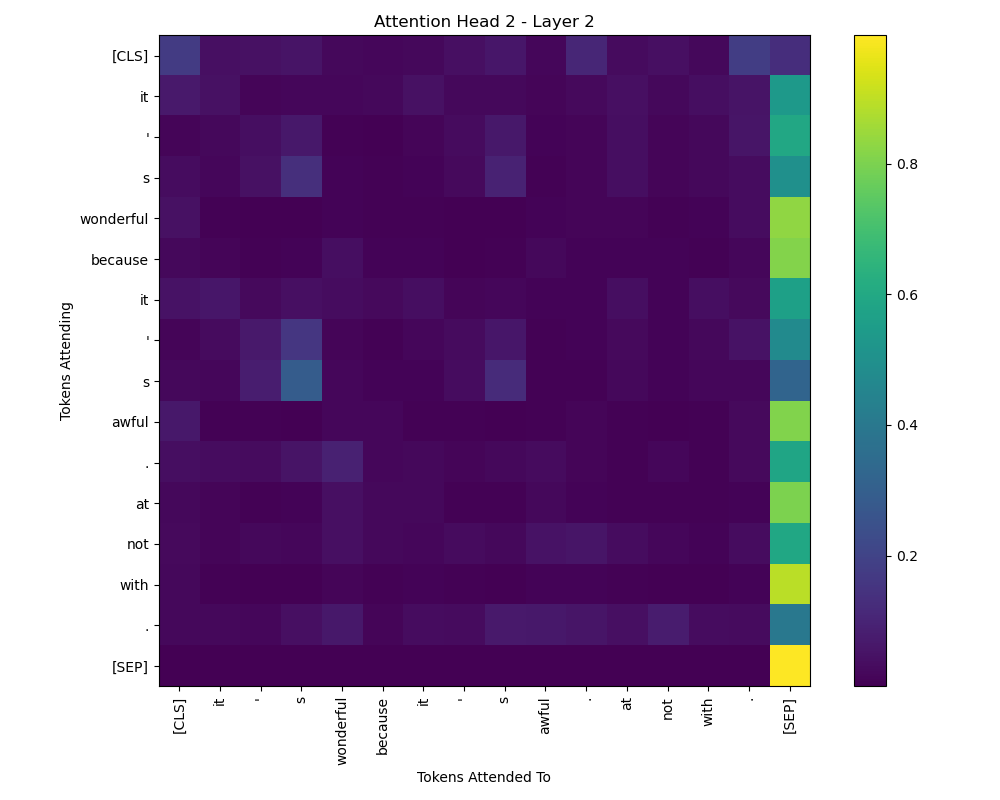 Attention Head 2 - Layer 2
[CLS]
it
'
s
wonderful
because
it
'
s
awful
.
at
not
with
.
[SEP]
Tokens Attending
[CLS]
it
'
s
wonderful
because
it
'
s
awful
.
at
not
with
.
[SEP]
Tokens Attended To
0.8
0.6
0.4
0.2